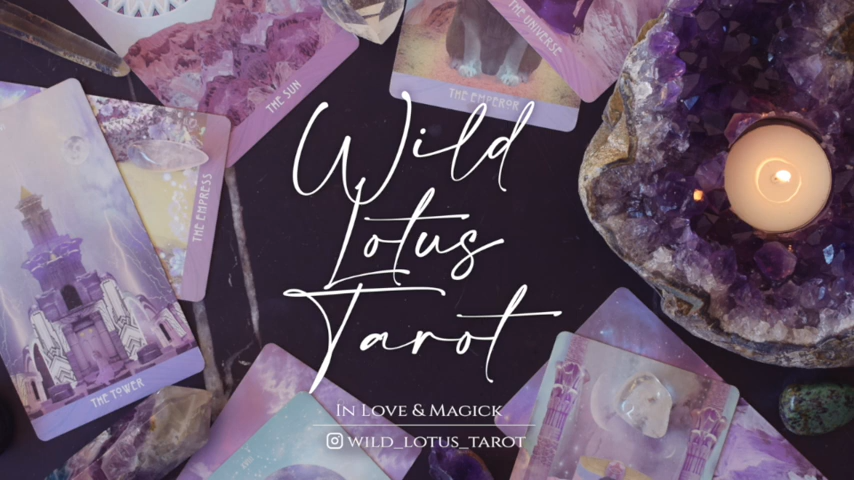 THE SUN
THE EMPEROR
THE UNIVERSE
THE EMPRESS
THE TOWER
Wild
Lotus
Tarot
In Love & Magick
wild_lotus_tarot